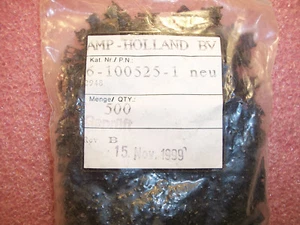 AMP-HOLLAND BV
Kat. Nr./P.N.
6-100525-1 neu
Menge/QTY.
500
B
15. Nov. 1999